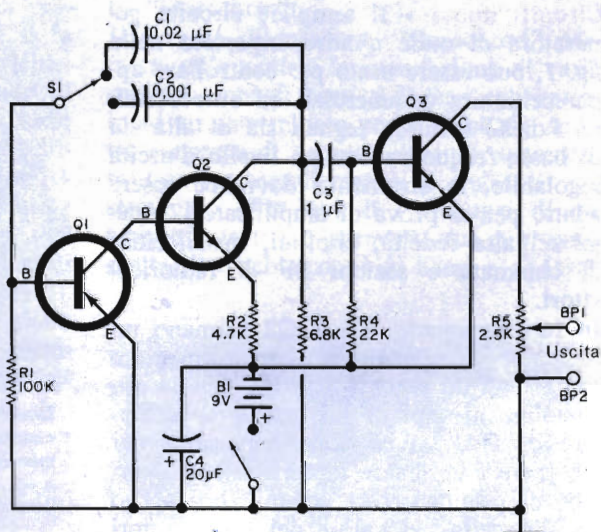 C1
0,02 µF
S1
C2
0,001 µF
Q3
C
B
E
Q2
C
B
E
C3
1 µF
Q1
C
B
E
R1
100K
R2
4.7K
R3
6.8K
R4
22K
R5
2.5K
BP1
Uscita
BP2
B1
9V
+
+
C4
20µF